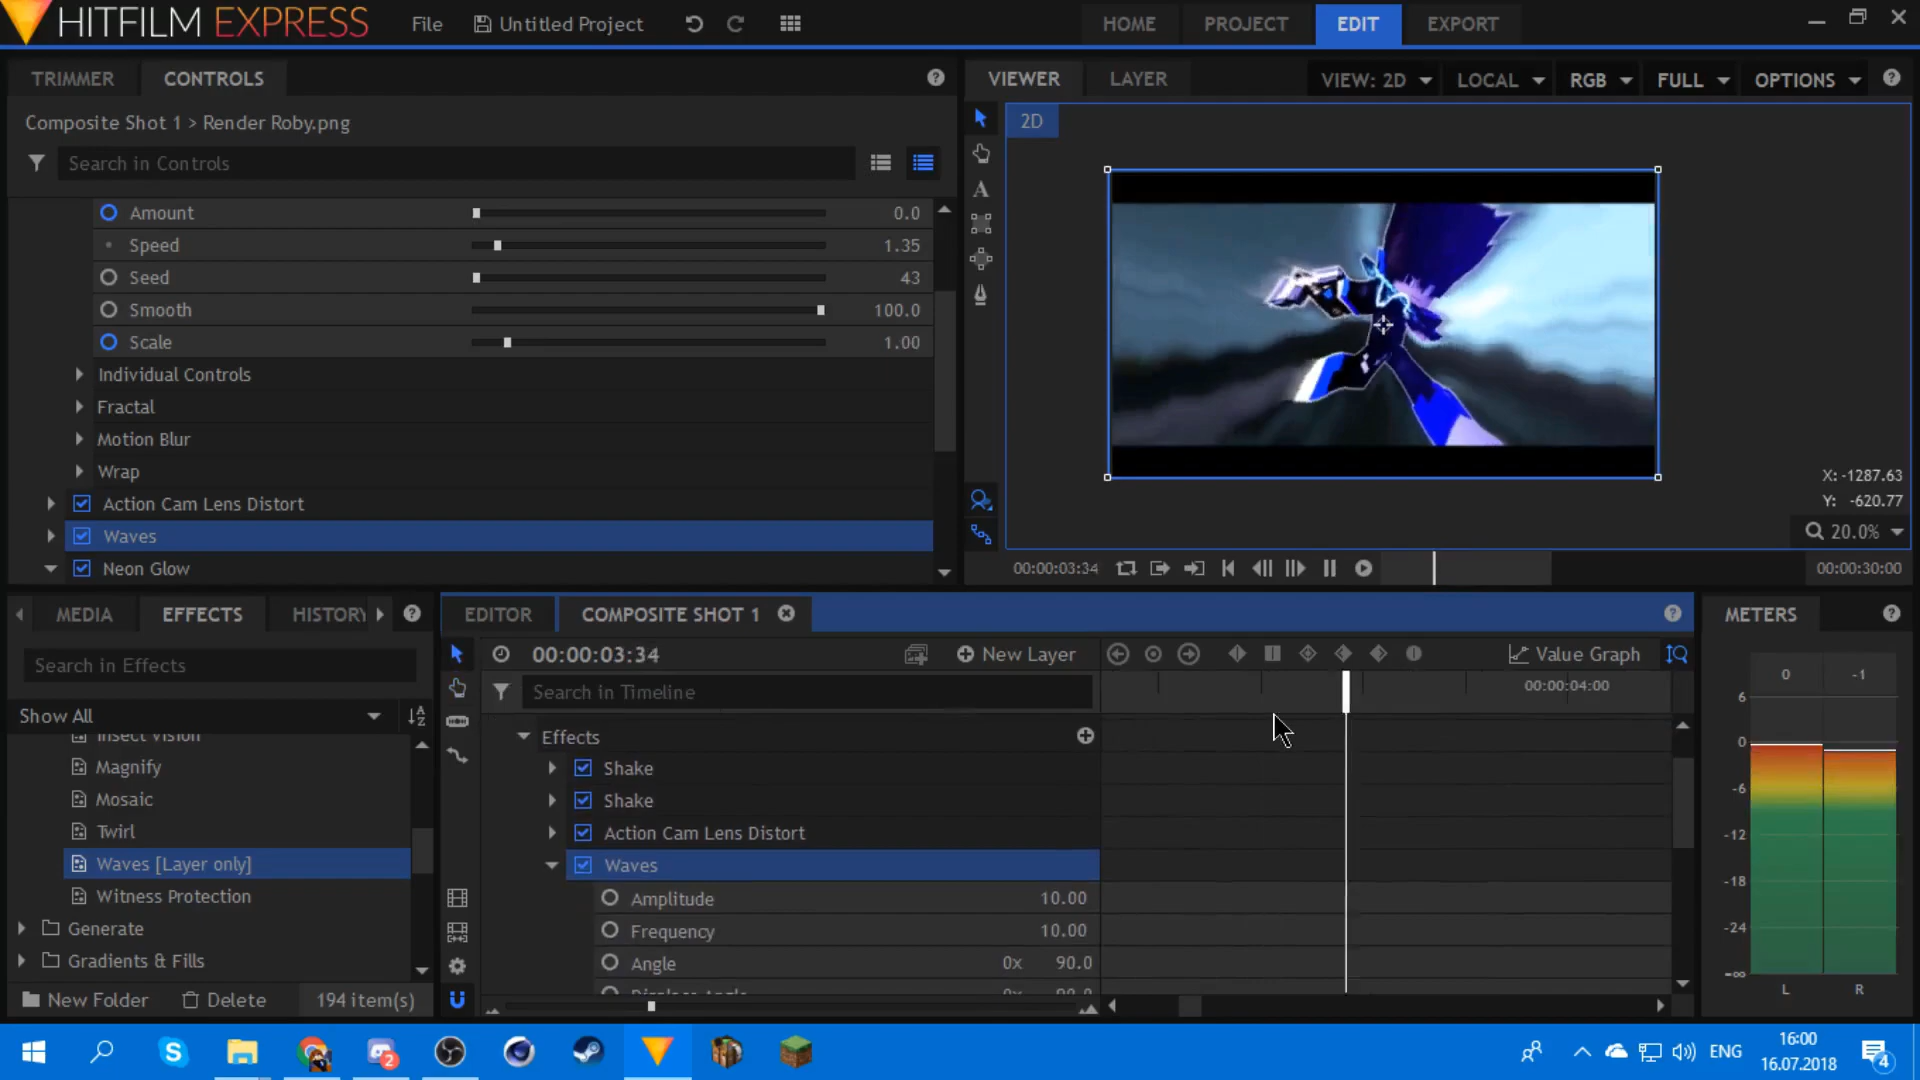 HITFILM EXPRESS
File
Untitled Project
HOME
PROJECT
EDIT
EXPORT
TRIMMER
CONTROLS
VIEWER
LAYER
VIEW: 2D
LOCAL
RGB
FULL
OPTIONS
Composite Shot 1 > Render Roby.png
2D
Search in Controls
Amount 0.0
Speed 1.35
Seed 43
Smooth 100.0
Scale 1.00
Individual Controls
Fractal
Motion Blur
Wrap
Action Cam Lens Distort
Waves
Neon Glow
X: -1287.63
Y: -620.77
20.0%
00:00:03:34
00:00:30:00
MEDIA
EFFECTS
HISTORY
EDITOR
COMPOSITE SHOT 1
METERS
Search in Effects
00:00:03:34
New Layer
Value Graph
Search in Timeline
00:00:04:00
Show All
Insect Vision
Magnify
Mosaic
Twirl
Waves [Layer only]
Witness Protection
Generate
Gradients & Fills
New Folder
Delete
194 item(s)
Effects
Shake
Shake
Action Cam Lens Distort
Waves
Amplitude 10.00
Frequency 10.00
Angle 0x 90.0
0 -1
6
0
-6
-12
-18
-24
-∞
L R
2
ENG
16:00
16.07.2018
4